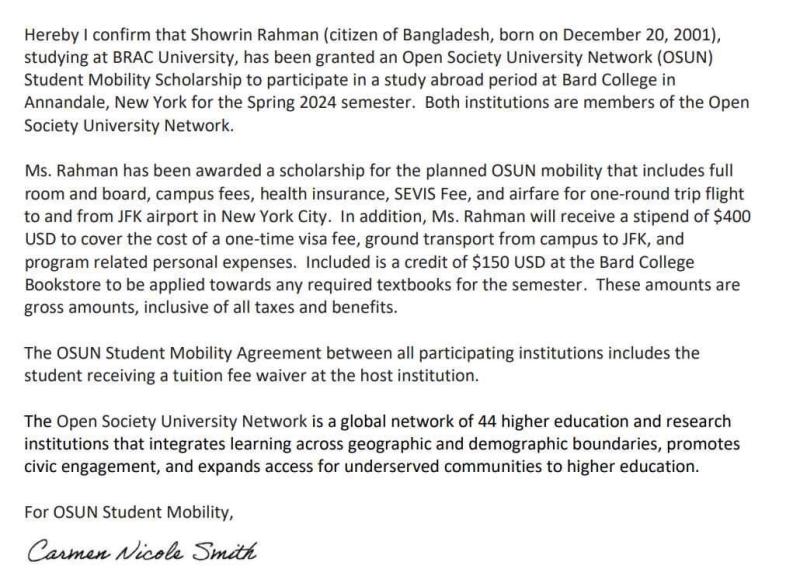 Hereby I confirm that Showrin Rahman (citizen of Bangladesh, born on December 20, 2001),
studying at BRAC University, has been granted an Open Society University Network (OSUN)
Student Mobility Scholarship to participate in a study abroad period at Bard College in
Annandale, New York for the Spring 2024 semester.  Both institutions are members of the Open
Society University Network.
Ms. Rahman has been awarded a scholarship for the planned OSUN mobility that includes full
room and board, campus fees, health insurance, SEVIS Fee, and airfare for one-round trip flight
to and from JFK airport in New York City.  In addition, Ms. Rahman will receive a stipend of $400
USD to cover the cost of a one-time visa fee, ground transport from campus to JFK, and
program related personal expenses.  Included is a credit of $150 USD at the Bard College
Bookstore to be applied towards any required textbooks for the semester.  These amounts are
gross amounts, inclusive of all taxes and benefits.
The OSUN Student Mobility Agreement between all participating institutions includes the
student receiving a tuition fee waiver at the host institution.
The Open Society University Network is a global network of 44 higher education and research
institutions that integrates learning across geographic and demographic boundaries, promotes
civic engagement, and expands access for underserved communities to higher education.
For OSUN Student Mobility,
Carmen Nicole Smith